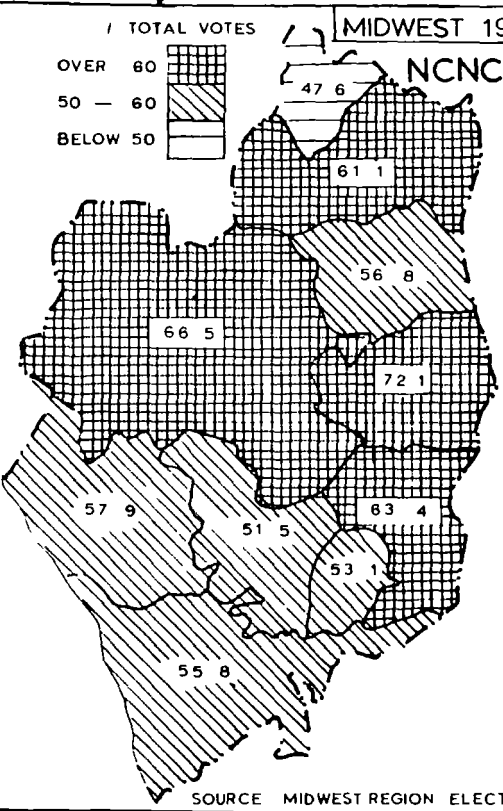 / TOTAL VOTES
MIDWEST 19
NCNC
OVER 60
50 — 60
BELOW 50
47 6
61 1
56 8
66 5
72 1
57 9
51 5
63 4
53 1
55 8
SOURCE MIDWEST REGION ELECT